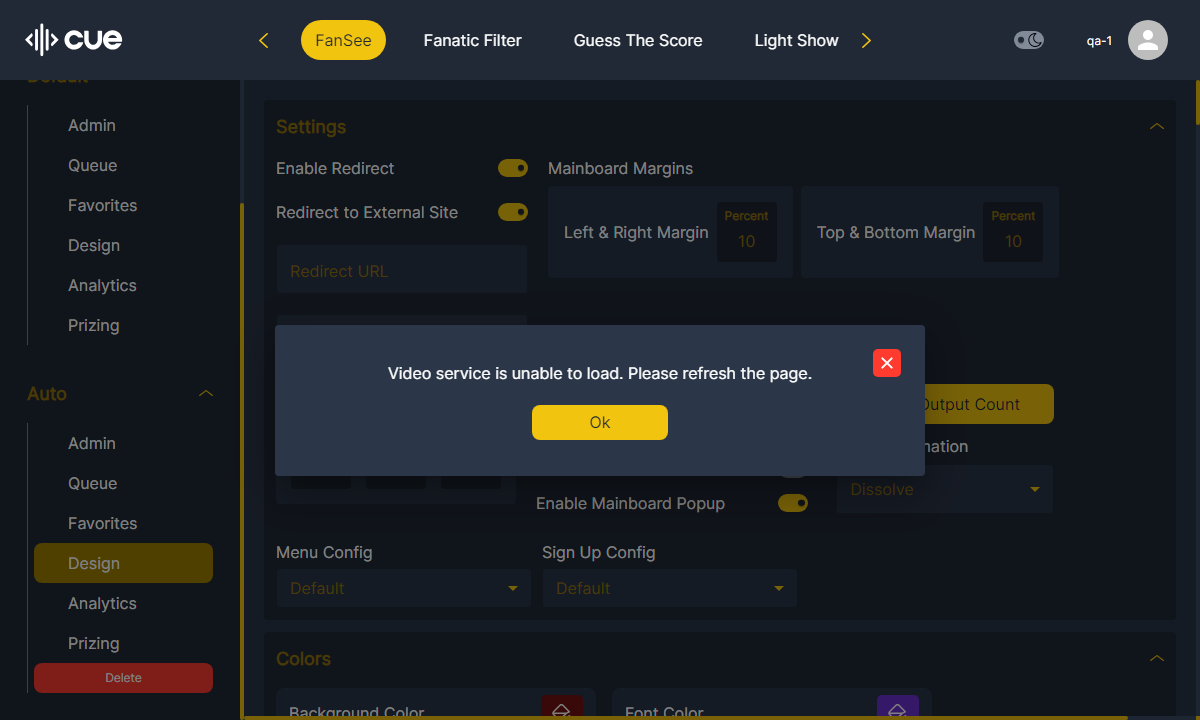 cue
FanSee
Fanatic Filter
Guess The Score
Light Show
qa-1
Default
Admin
Queue
Favorites
Design
Analytics
Prizing
Auto
Admin
Queue
Favorites
Design
Analytics
Prizing
Delete
Settings
Enable Redirect
Redirect to External Site
Redirect URL
Mainboard Margins
Left & Right Margin
Percent
10
Top & Bottom Margin
Percent
10
Video service is unable to load. Please refresh the page.
Ok
Output Count
Enable Mainboard Popup
Dissolve
Menu Config
Default
Sign Up Config
Default
Colors
Background Color
Font Color